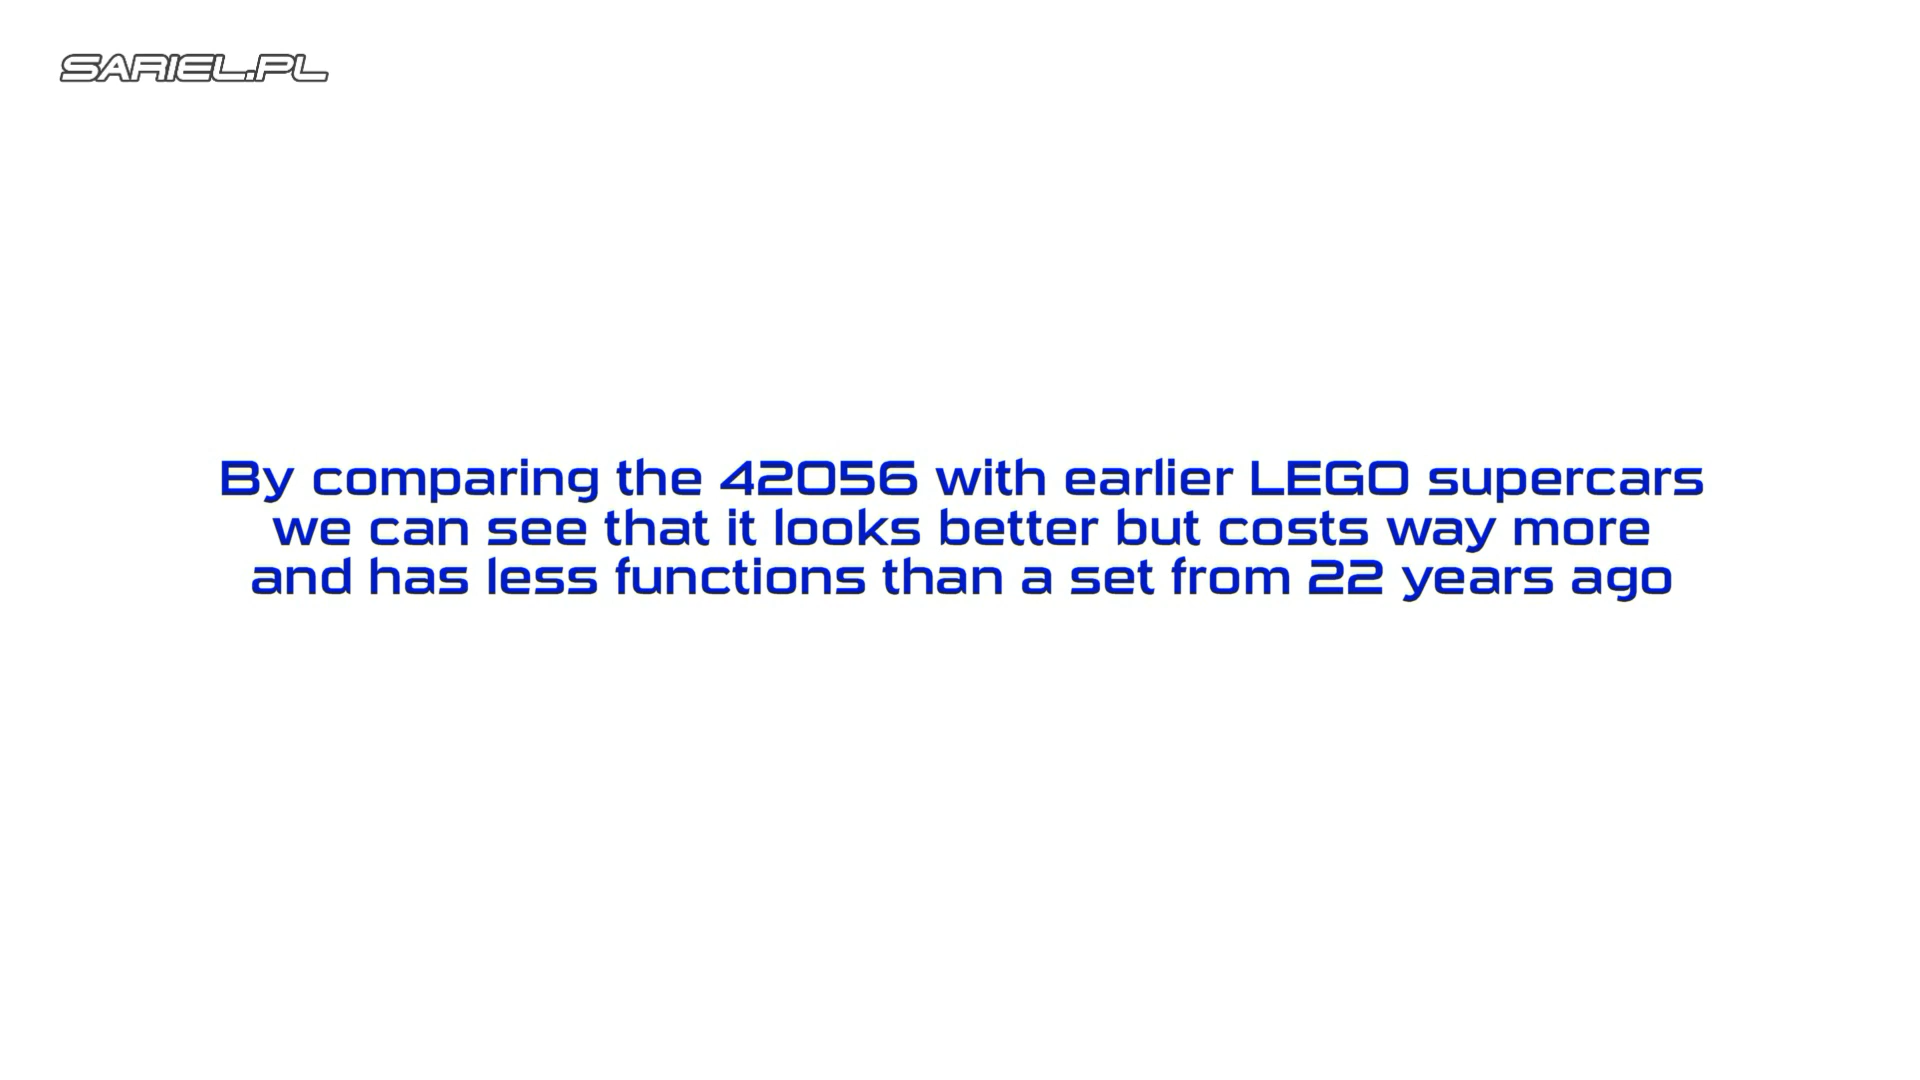 SARIEL.PL
By comparing the 42056 with earlier LEGO supercars
we can see that it looks better but costs way more
and has less functions than a set from 22 years ago